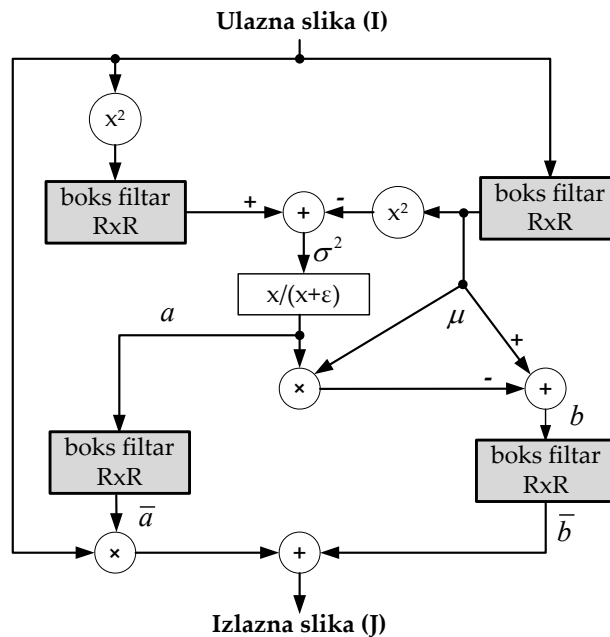 Ulazna slika (I)
x²
boks filtar
RxR
+
+
-
x²
boks filtar
RxR
σ²
x/(x+ε)
a
μ
+
×
-
+
b
boks filtar
RxR
boks filtar
RxR
a̅
b̅
×
+
Izlazna slika (J)